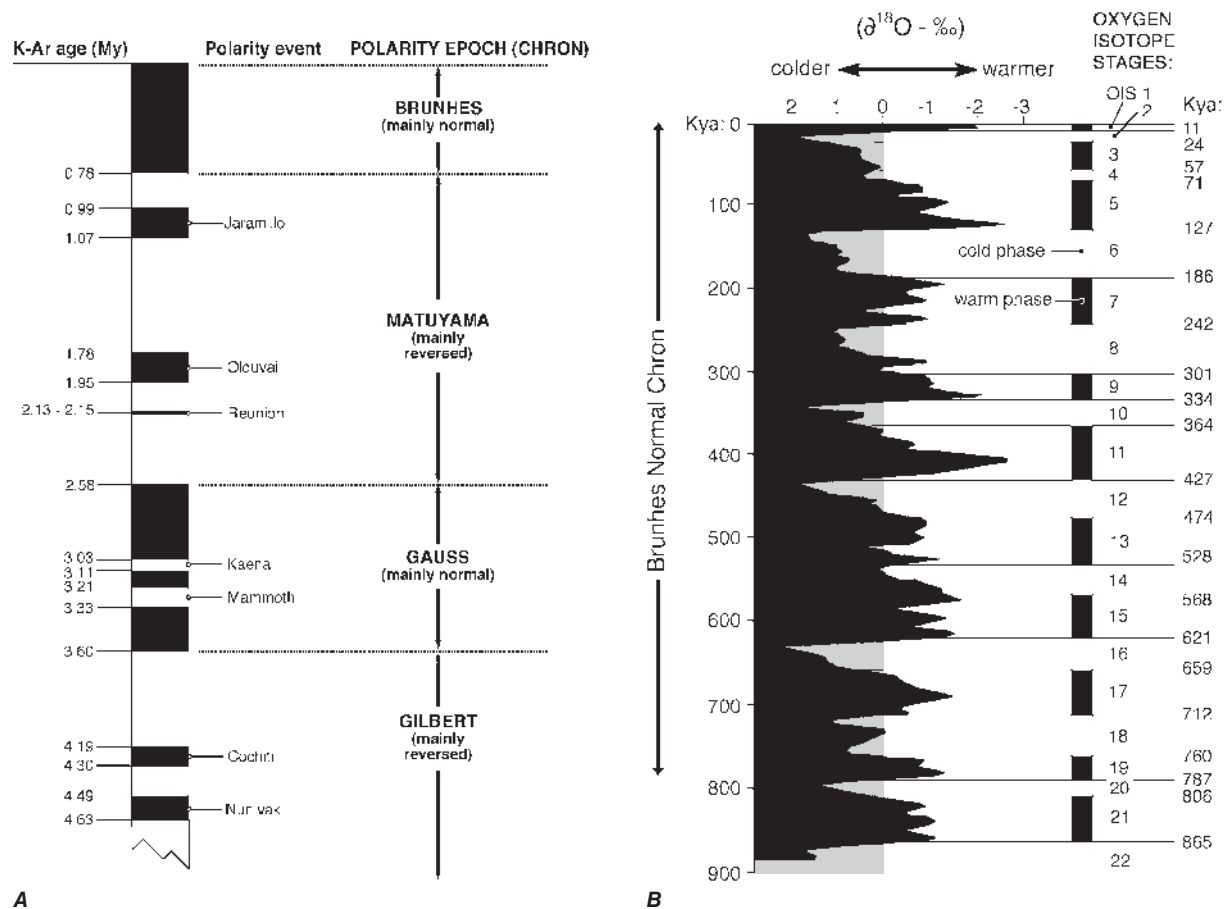 K-Ar age (My) Polarity event POLARITY EPOCH (CHRON)
BRUNHES
(mainly normal)
0.78
0.99
Jaramillo
1.07
MATUYAMA
(mainly
reversed)
1.78
Olduvai
1.95
2.13 - 2.15
Reunion
2.58
GAUSS
(mainly normal)
3.03
Kaena
3.11
3.21
Mammoth
3.33
3.60
GILBERT
(mainly
reversed)
4.19
Cochiti
4.30
4.49
Nunivak
4.63
A
(∂18O - ‰)
colder warmer
OXYGEN
ISOTOPE
STAGES:
2 1 0 -1 -2 -3
OIS 1
2
Kya:
Kya: 0
11
24
3
57
4
71
100
5
127
cold phase
6
186
200
warm phase
7
242
8
300
301
9
334
10
364
400
11
427
12
474
500
13
528
14
568
600
15
621
16
659
17
700
712
18
760
19
787
800
20
806
21
865
22
900
Brunhes Normal Chron
B